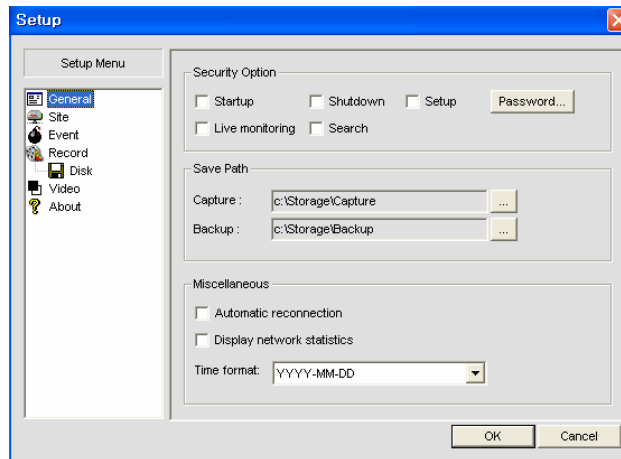 Setup
Setup Menu
General
Site
Event
Record
Disk
Video
About
Security Option
Startup
Shutdown
Setup
Password...
Live monitoring
Search
Save Path
Capture :
c:\Storage\Capture
...
Backup :
c:\Storage\Backup
...
Miscellaneous
Automatic reconnection
Display network statistics
Time format:
YYYY-MM-DD
OK
Cancel